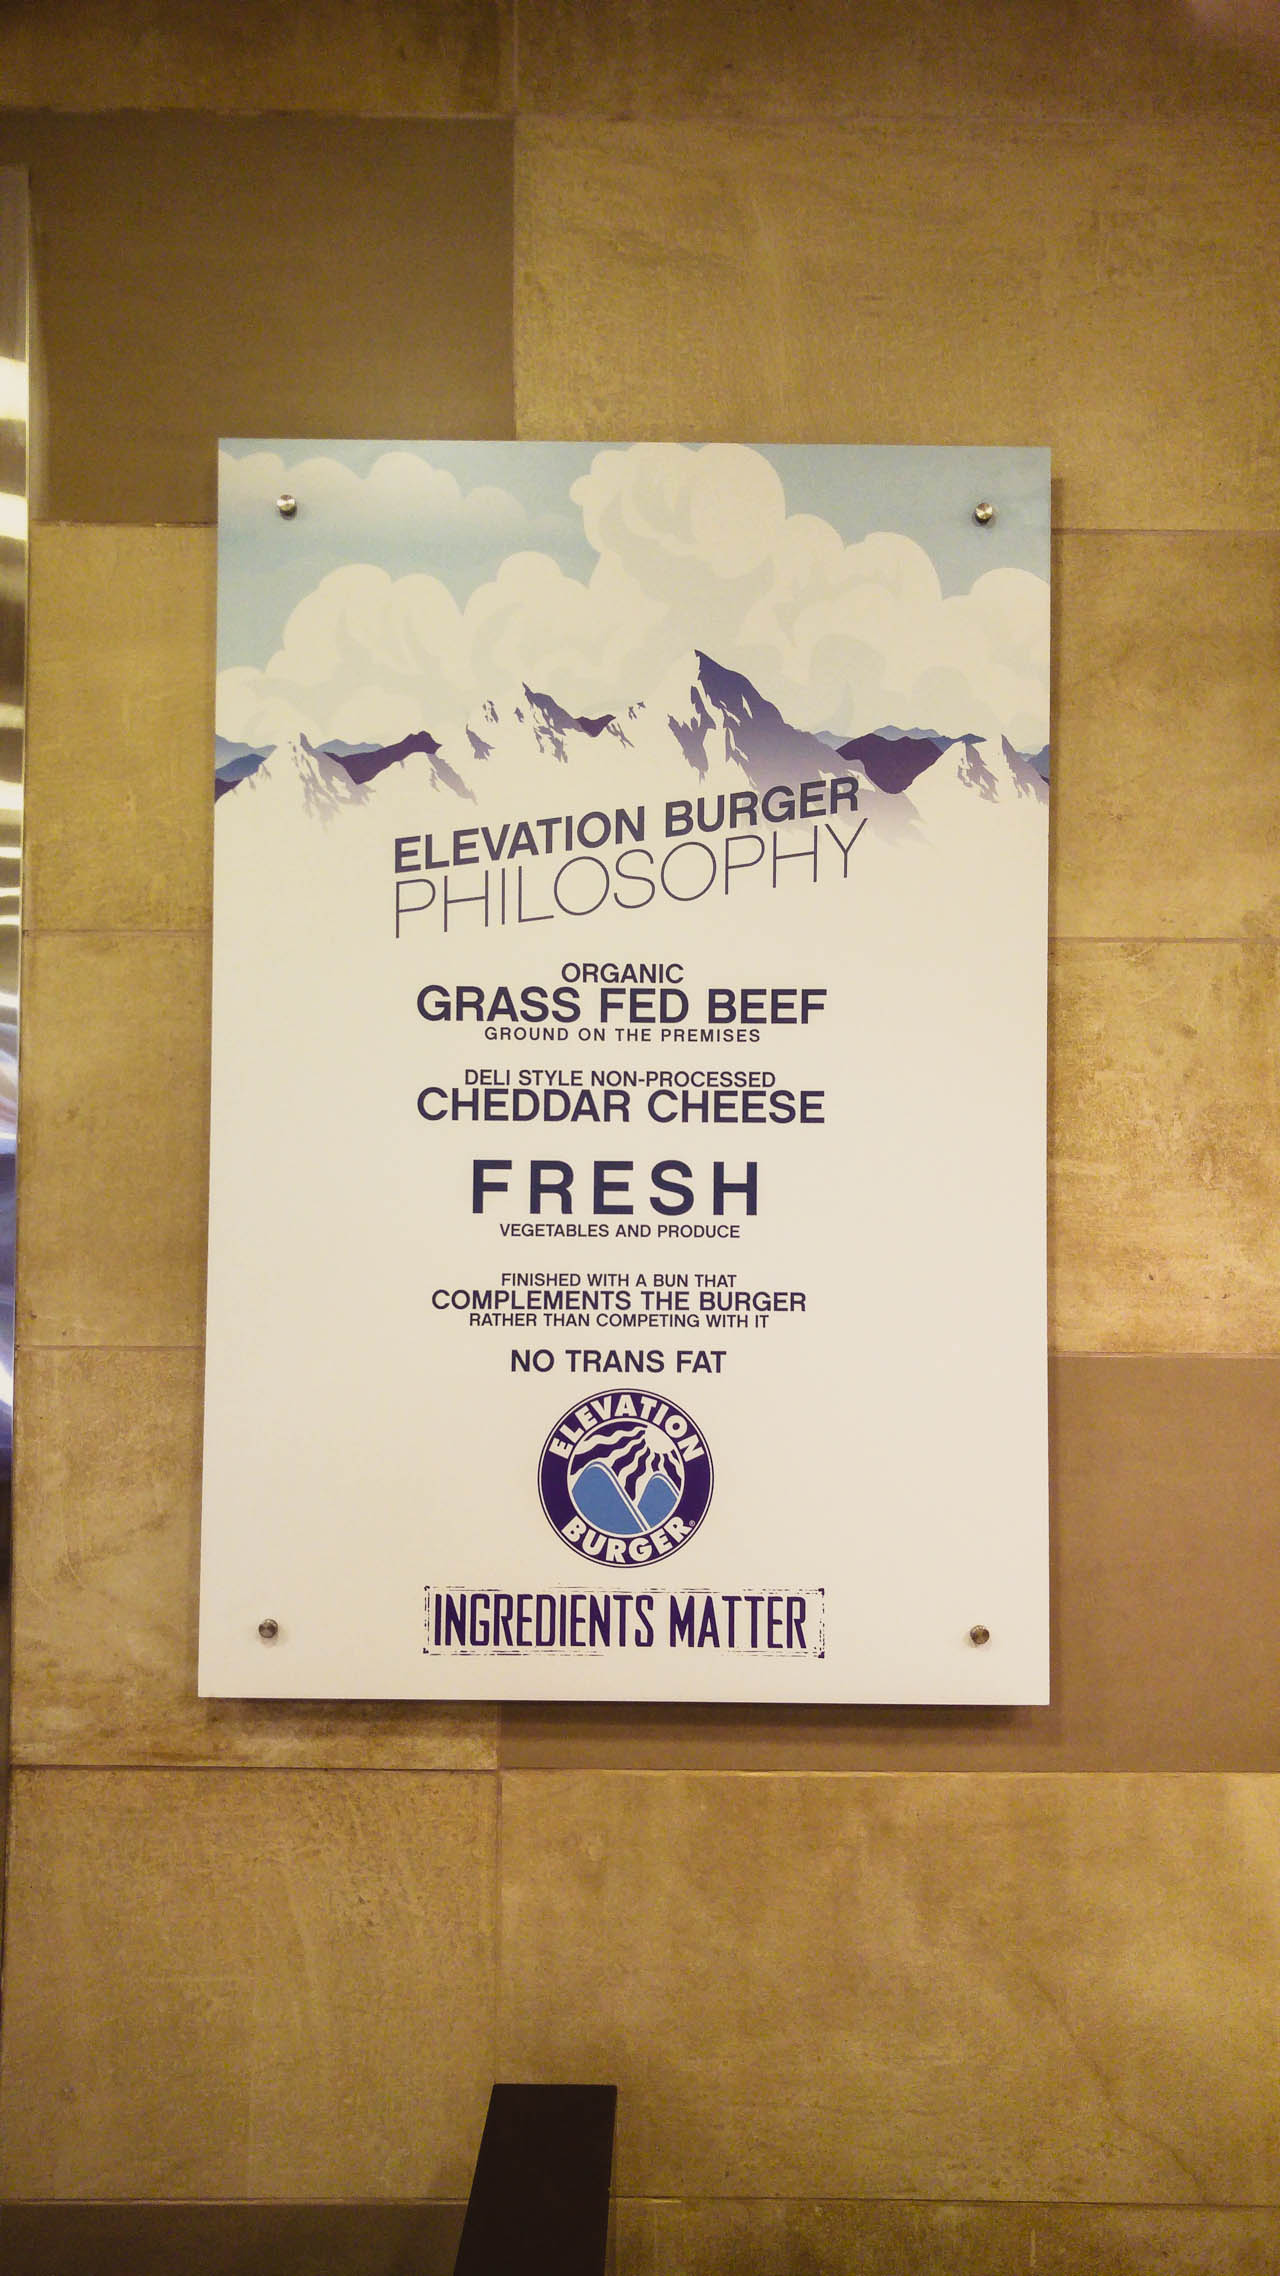 ELEVATION BURGER
PHILOSOPHY
ORGANIC
GRASS FED BEEF
GROUND ON THE PREMISES
DELI STYLE NON-PROCESSED
CHEDDAR CHEESE
FRESH
VEGETABLES AND PRODUCE
FINISHED WITH A BUN THAT
COMPLEMENTS THE BURGER
RATHER THAN COMPETING WITH IT
NO TRANS FAT
ELEVATION
BURGER®
INGREDIENTS MATTER